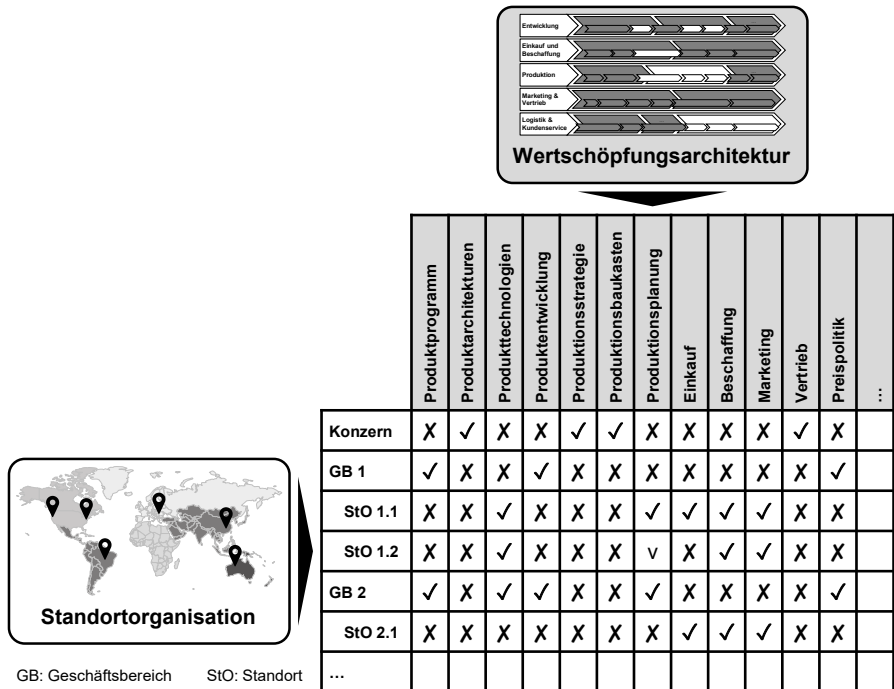 Entwicklung
Einkauf und
Beschaffung
Produktion
Marketing &
Vertrieb
Logistik &
Kundenservice
Wertschöpfungsarchitektur
Produktprogramm
Produktarchitekturen
Produkttechnologien
Produktentwicklung
Produktionsstrategie
Produktionsbaukasten
Produktionsplanung
Einkauf
Beschaffung
Marketing
Vertrieb
Preispolitik
...
Konzern ✗ ✓ ✗ ✗ ✓ ✓ ✗ ✗ ✗ ✗ ✓ ✗
GB 1 ✓ ✗ ✗ ✓ ✗ ✗ ✗ ✗ ✗ ✗ ✗ ✓
StO 1.1 ✗ ✗ ✓ ✗ ✗ ✗ ✓ ✓ ✓ ✓ ✗ ✗
StO 1.2 ✗ ✗ ✓ ✗ ✗ ✗ v ✗ ✓ ✓ ✗ ✗
GB 2 ✓ ✗ ✓ ✓ ✗ ✗ ✓ ✗ ✗ ✗ ✗ ✓
StO 2.1 ✗ ✗ ✗ ✗ ✗ ✗ ✗ ✓ ✓ ✓ ✗ ✗
...
Standortorganisation
GB: Geschäftsbereich StO: Standort